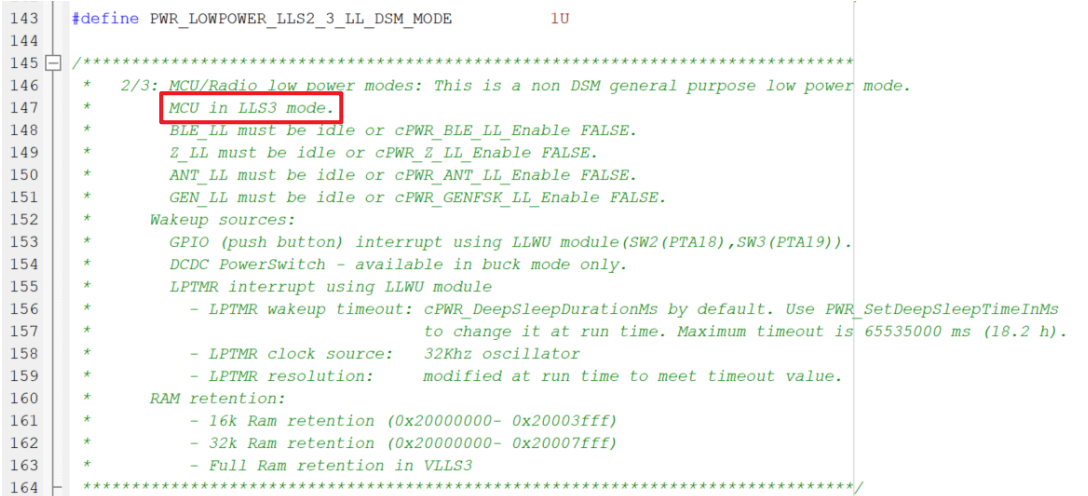 143 #define PWR_LOWPOWER_LLS2_3_LL_DSM_MODE 1U
144
145 /*******************************************************************************
146 * 2/3: MCU/Radio low power modes: This is a non DSM general purpose low power mode.
147 * MCU in LLS3 mode.
148 * BLE_LL must be idle or cPWR_BLE_LL_Enable FALSE.
149 * Z_LL must be idle or cPWR_Z_LL_Enable FALSE.
150 * ANT_LL must be idle or cPWR_ANT_LL_Enable FALSE.
151 * GEN_LL must be idle or cPWR_GENFSK_LL_Enable FALSE.
152 * Wakeup sources:
153 * GPIO (push button) interrupt using LLWU module(SW2(PTA18),SW3(PTA19)).
154 * DCDC PowerSwitch - available in buck mode only.
155 * LPTMR interrupt using LLWU module
156 * - LPTMR wakeup timeout: cPWR_DeepSleepDurationMs by default. Use PWR_SetDeepSleepTimeInMs
157 * to change it at run time. Maximum timeout is 65535000 ms (18.2 h).
158 * - LPTMR clock source: 32Khz oscillator
159 * - LPTMR resolution: modified at run time to meet timeout value.
160 * RAM retention:
161 * - 16k Ram retention (0x20000000- 0x20003fff)
162 * - 32k Ram retention (0x20000000- 0x20007fff)
163 * - Full Ram retention in VLLS3
164 *******************************************************************************/